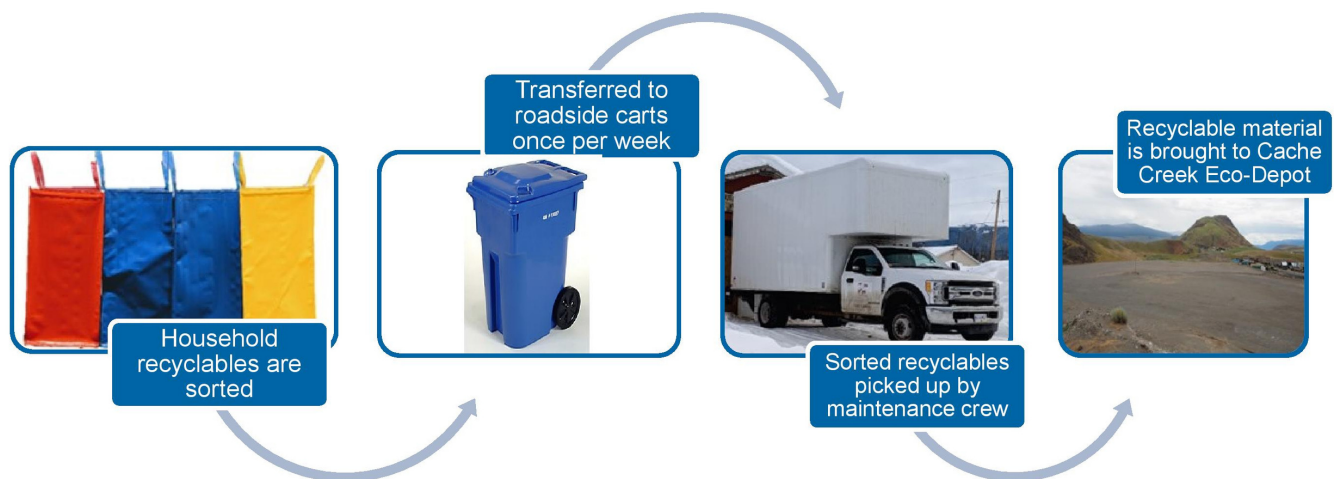 Household
recyclables are
sorted
Transferred to
roadside carts
once per week
Sorted recyclables
picked up by
maintenance crew
Recyclable material
is brought to Cache
Creek Eco-Depot